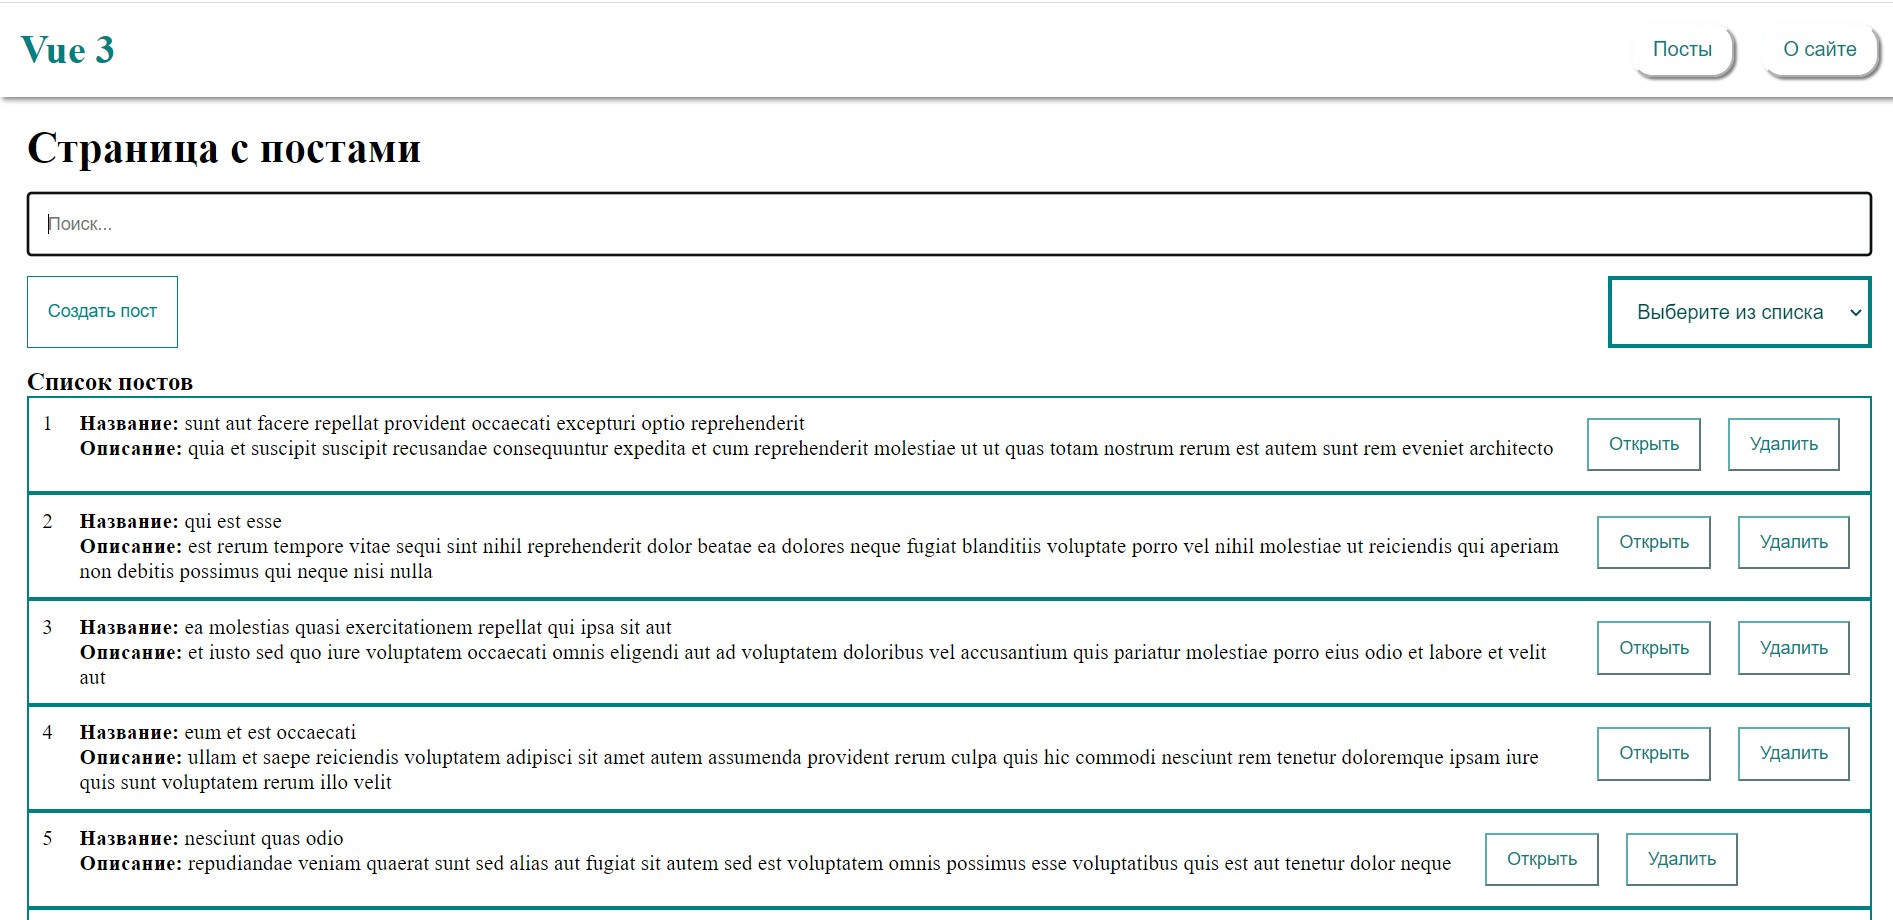 Vue 3
Посты
О сайте
Страница с постами
Поиск...
Создать пост
Выберите из списка
Список постов
1
Название: sunt aut facere repellat provident occaecati excepturi optio reprehenderit
Описание: quia et suscipit suscipit recusandae consequuntur expedita et cum reprehenderit molestiae ut ut quas totam nostrum rerum est autem sunt rem eveniet architecto
Открыть
Удалить
2
Название: qui est esse
Описание: est rerum tempore vitae sequi sint nihil reprehenderit dolor beatae ea dolores neque fugiat blanditiis voluptate porro vel nihil molestiae ut reiciendis qui aperiam
non debitis possimus qui neque nisi nulla
Открыть
Удалить
3
Название: ea molestias quasi exercitationem repellat qui ipsa sit aut
Описание: et iusto sed quo iure voluptatem occaecati omnis eligendi aut ad voluptatem doloribus vel accusantium quis pariatur molestiae porro eius odio et labore et velit
aut
Открыть
Удалить
4
Название: eum et est occaecati
Описание: ullam et saepe reiciendis voluptatem adipisci sit amet autem assumenda provident rerum culpa quis hic commodi nesciunt rem tenetur doloremque ipsam iure
quis sunt voluptatem rerum illo velit
Открыть
Удалить
5
Название: nesciunt quas odio
Описание: repudiandae veniam quaerat sunt sed alias aut fugiat sit autem sed est voluptatem omnis possimus esse voluptatibus quis est aut tenetur dolor neque
Открыть
Удалить